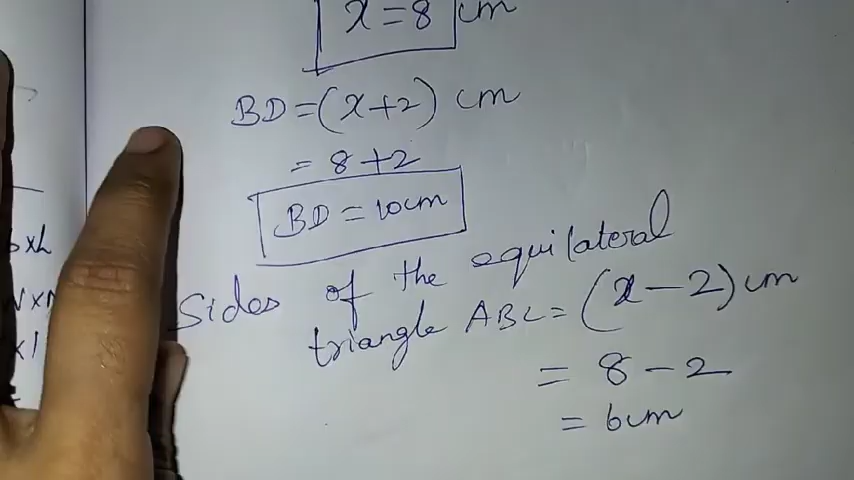 x = 8 cm
BD = (x+2) cm
= 8+2
BD = 10cm
Sides of the equilateral
triangle ABC = (x - 2) cm
= 8 - 2
= 6cm